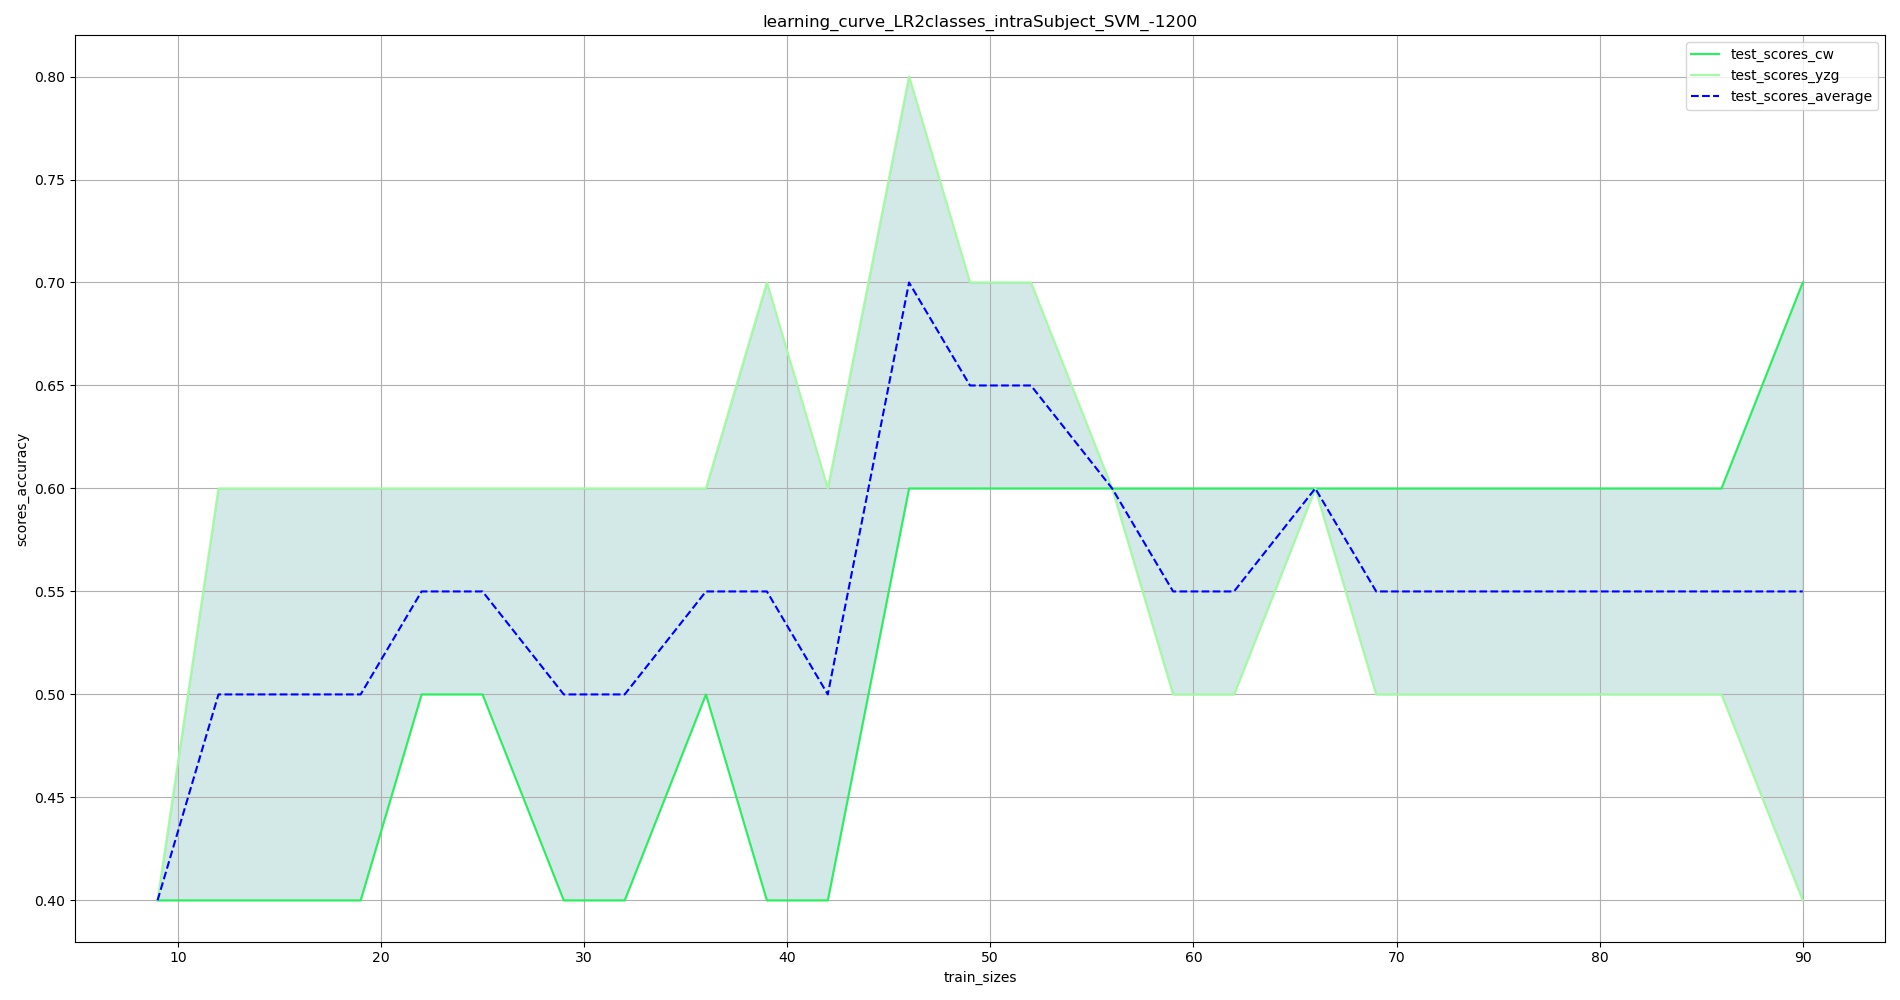 learning_curve_LR2classes_intraSubject_SVM_-1200
test_scores_cw
test_scores_yzg
test_scores_average
scores_accuracy
0.80
0.75
0.70
0.65
0.60
0.55
0.50
0.45
0.40
10 20 30 40 50 60 70 80 90
train_sizes